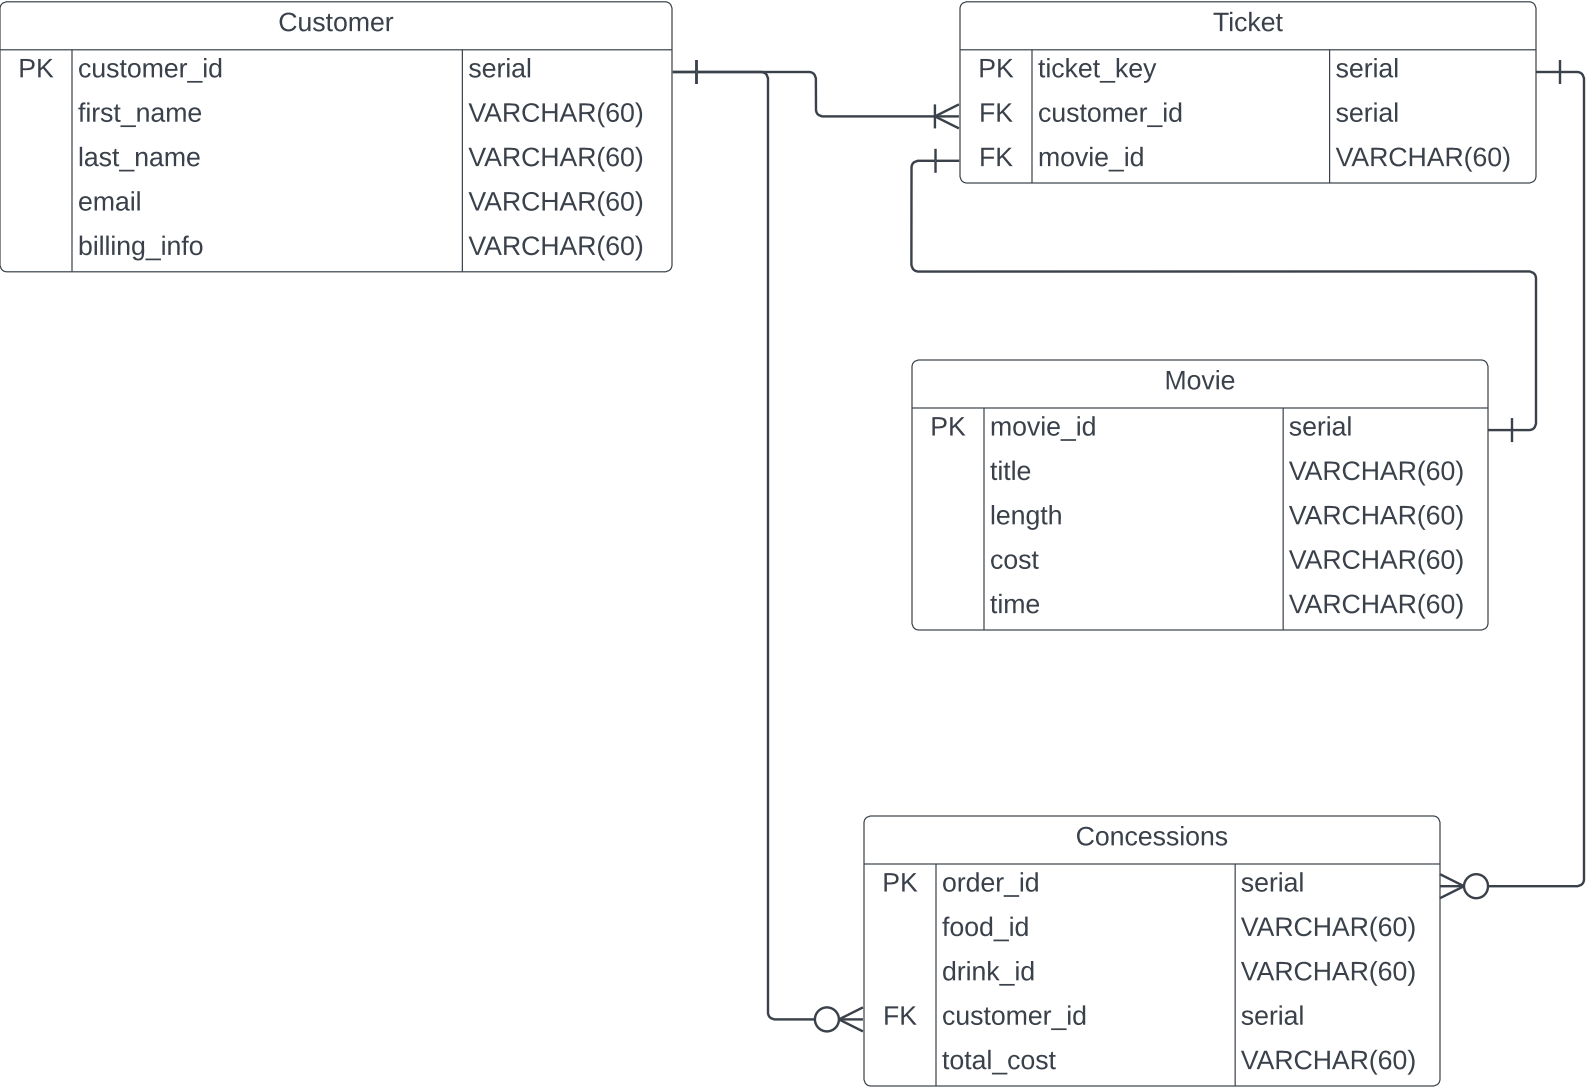 Customer
PK customer_id serial
first_name VARCHAR(60)
last_name VARCHAR(60)
email VARCHAR(60)
billing_info VARCHAR(60)
Ticket
PK ticket_key serial
FK customer_id serial
FK movie_id VARCHAR(60)
Movie
PK movie_id serial
title VARCHAR(60)
length VARCHAR(60)
cost VARCHAR(60)
time VARCHAR(60)
Concessions
PK order_id serial
food_id VARCHAR(60)
drink_id VARCHAR(60)
FK customer_id serial
total_cost VARCHAR(60)